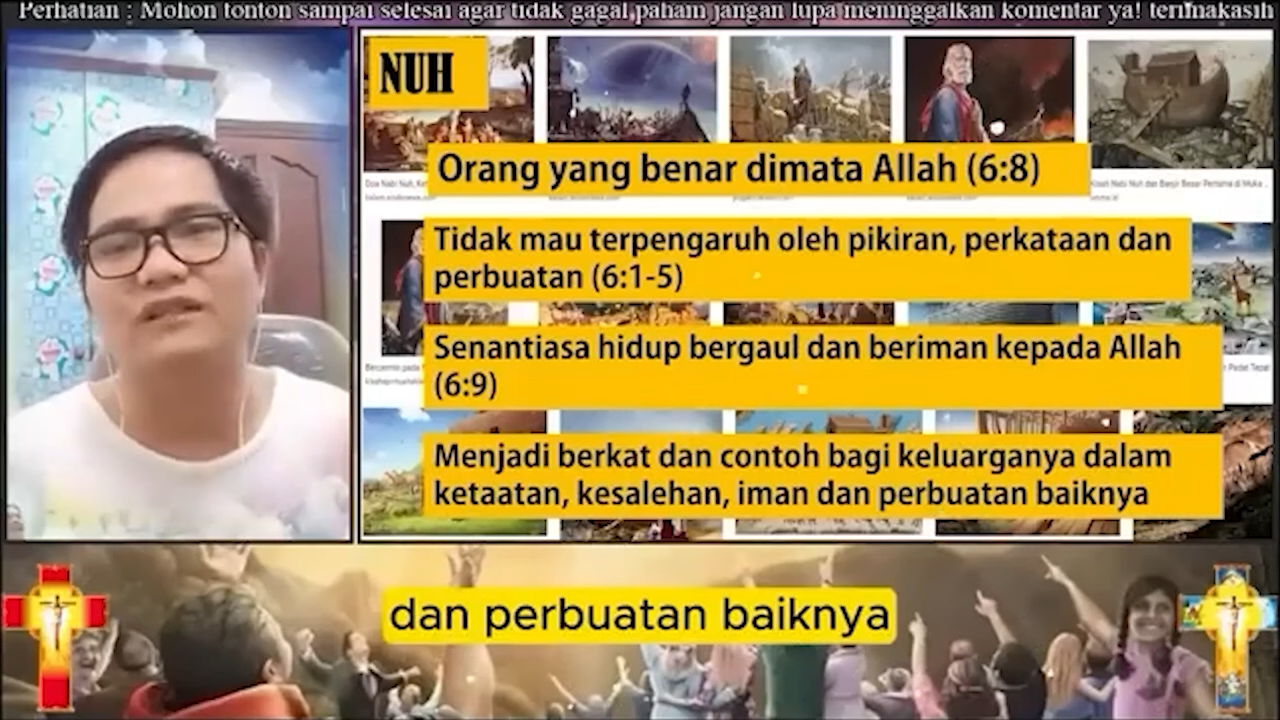 Perhatian : Mohon tonton sampai selesai agar tidak gagal paham jangan lupa meninggalkan komentar ya! terimakasih
NUH
Orang yang benar dimata Allah (6:8)
Tidak mau terpengaruh oleh pikiran, perkataan dan
perbuatan (6:1-5)
Senantiasa hidup bergaul dan beriman kepada Allah
(6:9)
Menjadi berkat dan contoh bagi keluarganya dalam
ketaatan, kesalehan, iman dan perbuatan baiknya
dan perbuatan baiknya